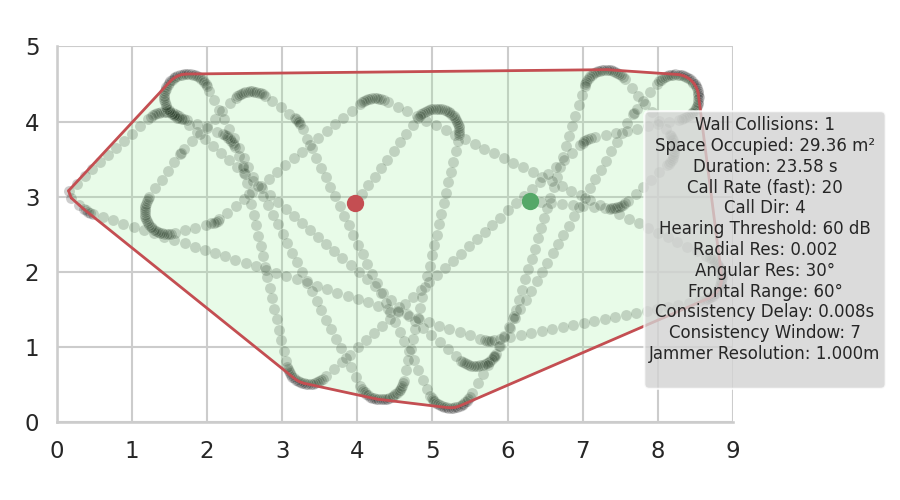 5
4
3
2
1
0
0 1 2 3 4 5 6 7 8 9
Wall Collisions: 1
Space Occupied: 29.36 m²
Duration: 23.58 s
Call Rate (fast): 20
Call Dir: 4
Hearing Threshold: 60 dB
Radial Res: 0.002
Angular Res: 30°
Frontal Range: 60°
Consistency Delay: 0.008s
Consistency Window: 7
Jammer Resolution: 1.000m